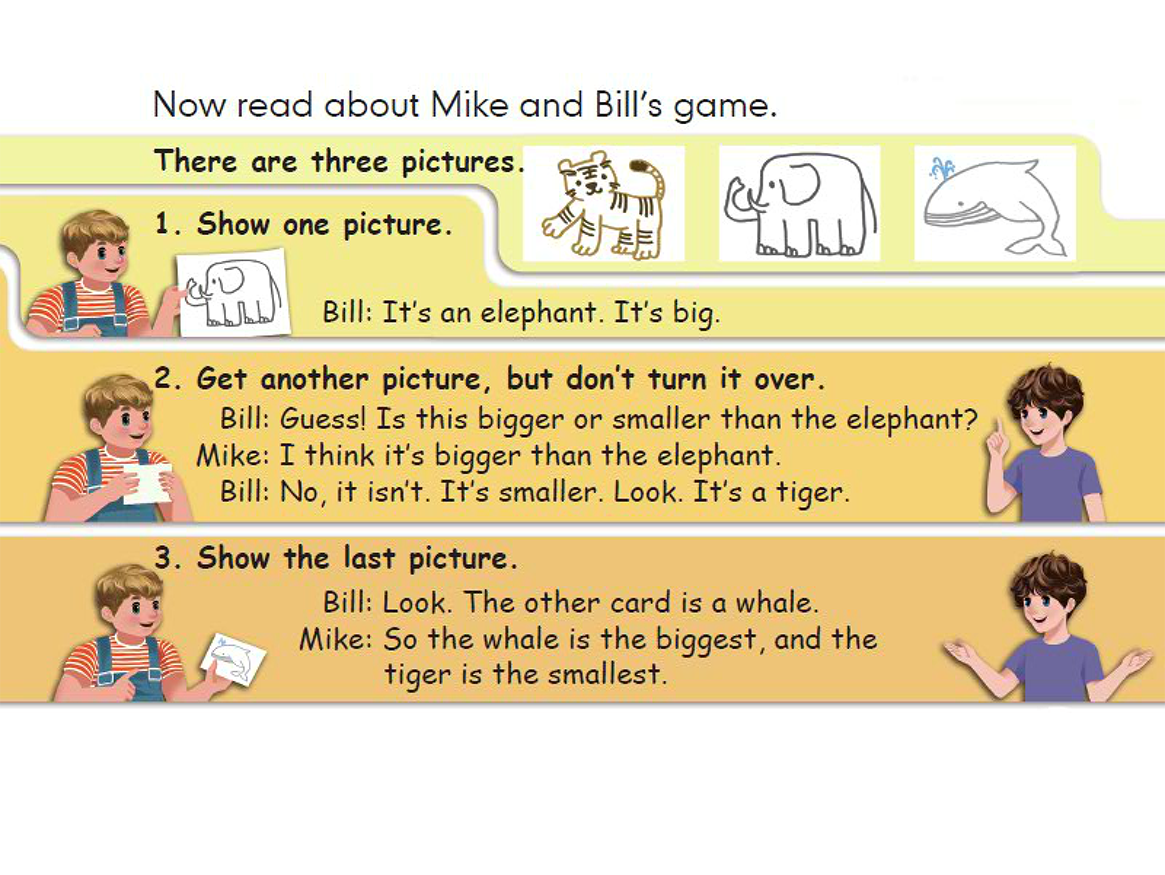 Now read about Mike and Bill's game.
There are three pictures.
1. Show one picture.
Bill: It's an elephant. It's big.
2. Get another picture, but don't turn it over.
Bill: Guess! Is this bigger or smaller than the elephant?
Mike: I think it's bigger than the elephant.
Bill: No, it isn't. It's smaller. Look. It's a tiger.
3. Show the last picture.
Bill: Look. The other card is a whale.
Mike: So the whale is the biggest, and the
tiger is the smallest.